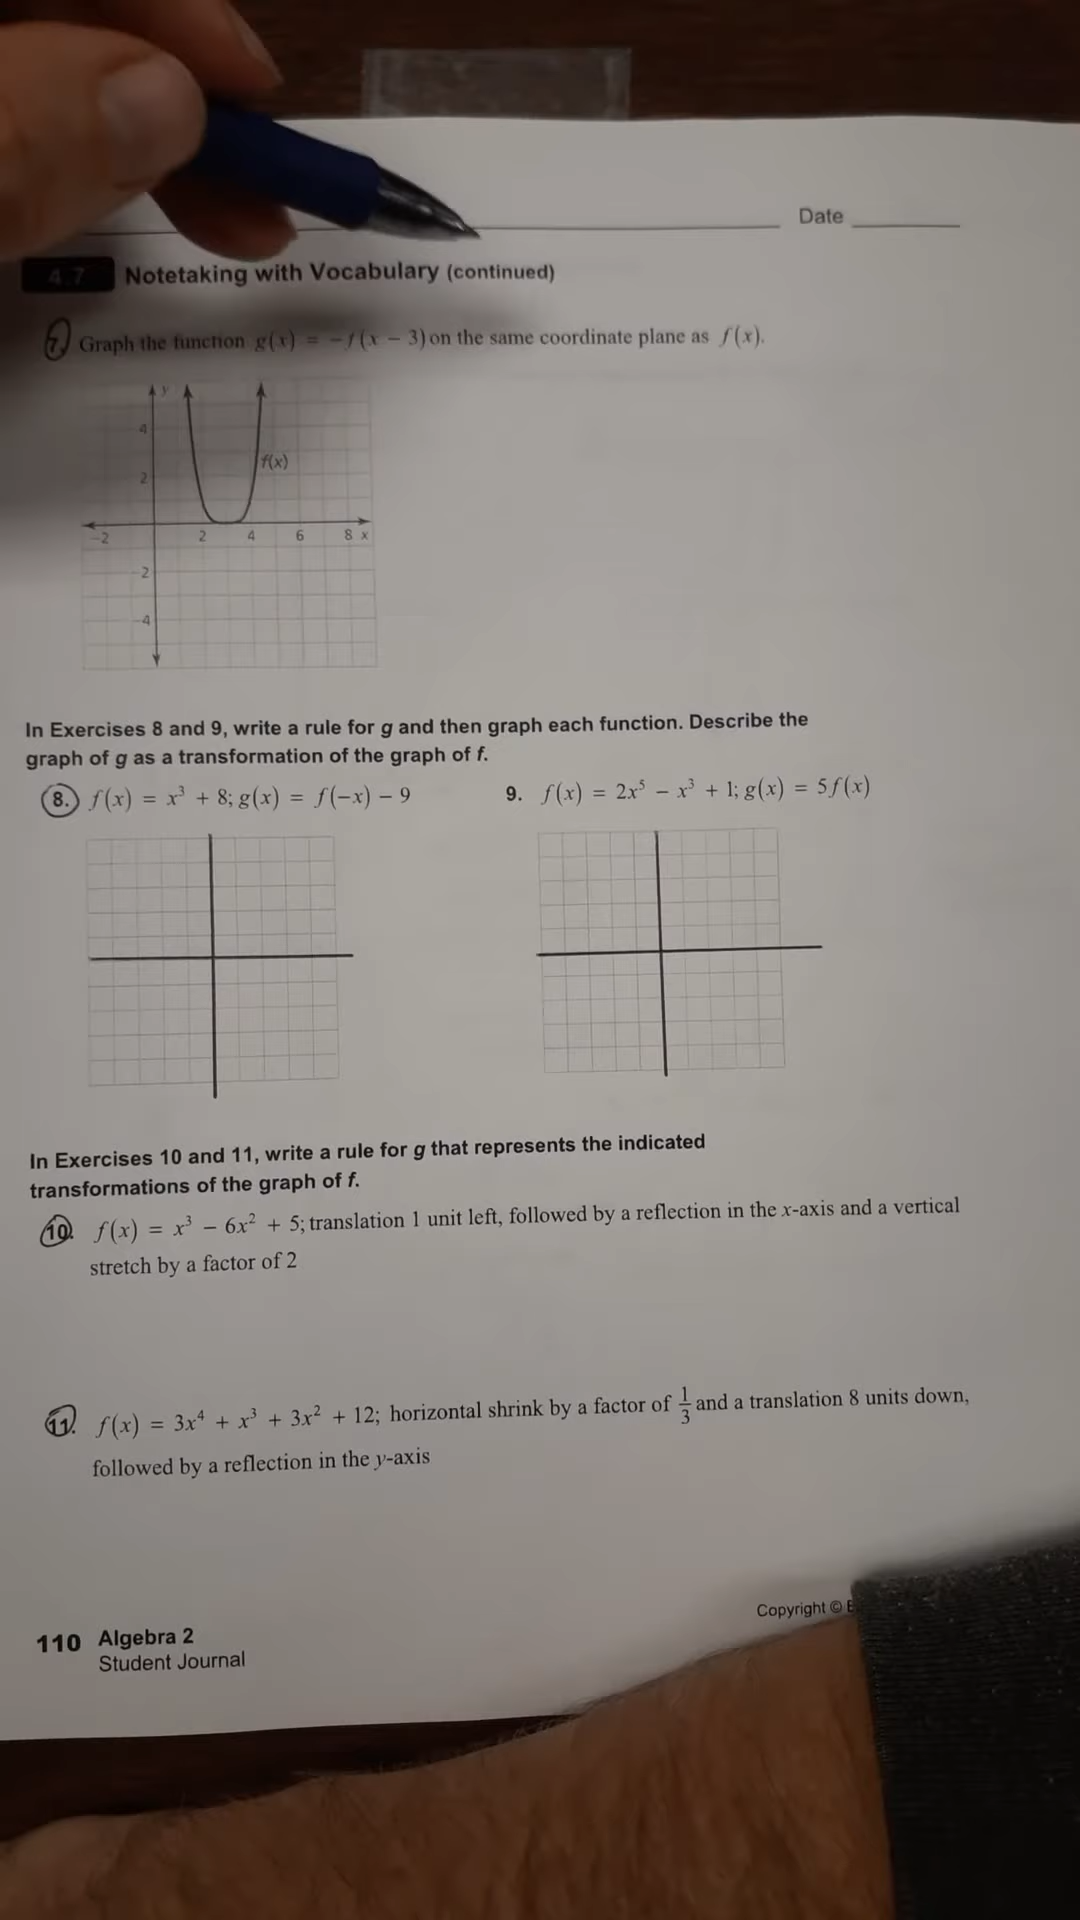 Date
4.7 Notetaking with Vocabulary (continued)
7. Graph the function g(x) = −f(x − 3) on the same coordinate plane as f(x).
y
4
f(x)
2
−2 2 4 6 8 x
−2
−4
In Exercises 8 and 9, write a rule for g and then graph each function. Describe the
graph of g as a transformation of the graph of f.
8. f(x) = x³ + 8; g(x) = f(−x) − 9
9. f(x) = 2x⁵ − x³ + 1; g(x) = 5f(x)
In Exercises 10 and 11, write a rule for g that represents the indicated
transformations of the graph of f.
10. f(x) = x³ − 6x² + 5; translation 1 unit left, followed by a reflection in the x-axis and a vertical
stretch by a factor of 2
11. f(x) = 3x⁴ + x³ + 3x² + 12; horizontal shrink by a factor of 1/3 and a translation 8 units down,
followed by a reflection in the y-axis
Copyright ©
110 Algebra 2
Student Journal